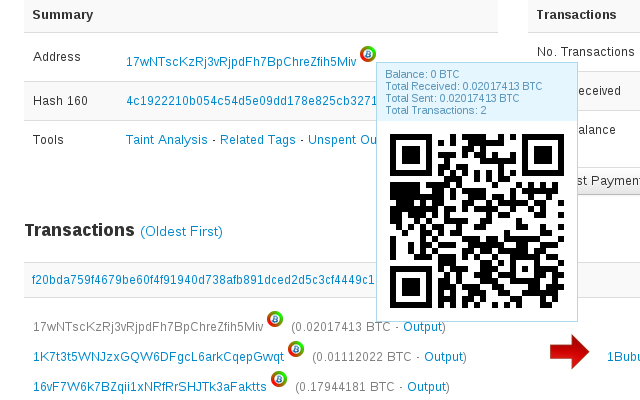 Summary
Transactions
Address
17wNTscKzRj3vRjpdFh7BpChreZfih5Miv
No. Transactions
Balance: 0 BTC
Total Received: 0.02017413 BTC
Total Sent: 0.02017413 BTC
Total Transactions: 2
Hash 160
4c1922210b054c54d5e09dd178e825cb3271
eceived
Tools
Taint Analysis - Related Tags - Unspent Ou
alance
st Payment
Transactions (Oldest First)
f20bda759f4679be60f4f91940d738afb891dced2d5c3cf4449c1
17wNTscKzRj3vRjpdFh7BpChreZfih5Miv (0.02017413 BTC - Output)
1K7t3t5WNJzxGQW6DFgcL6arkCqepGwqt (0.01112022 BTC - Output)
1Bubu
16vF7W6k7BZqii1xNRfRrSHJTk3aFaktts (0.17944181 BTC - Output)